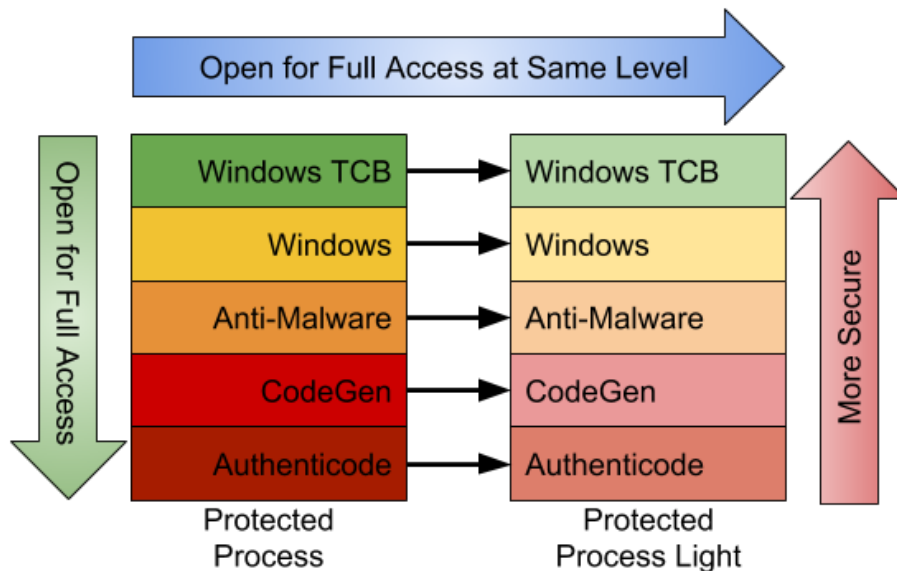 Open for Full Access at Same Level
Open for Full Access
Windows TCB
Windows TCB
Windows
Windows
Anti-Malware
Anti-Malware
CodeGen
CodeGen
Authenticode
Authenticode
More Secure
Protected
Process
Protected
Process Light